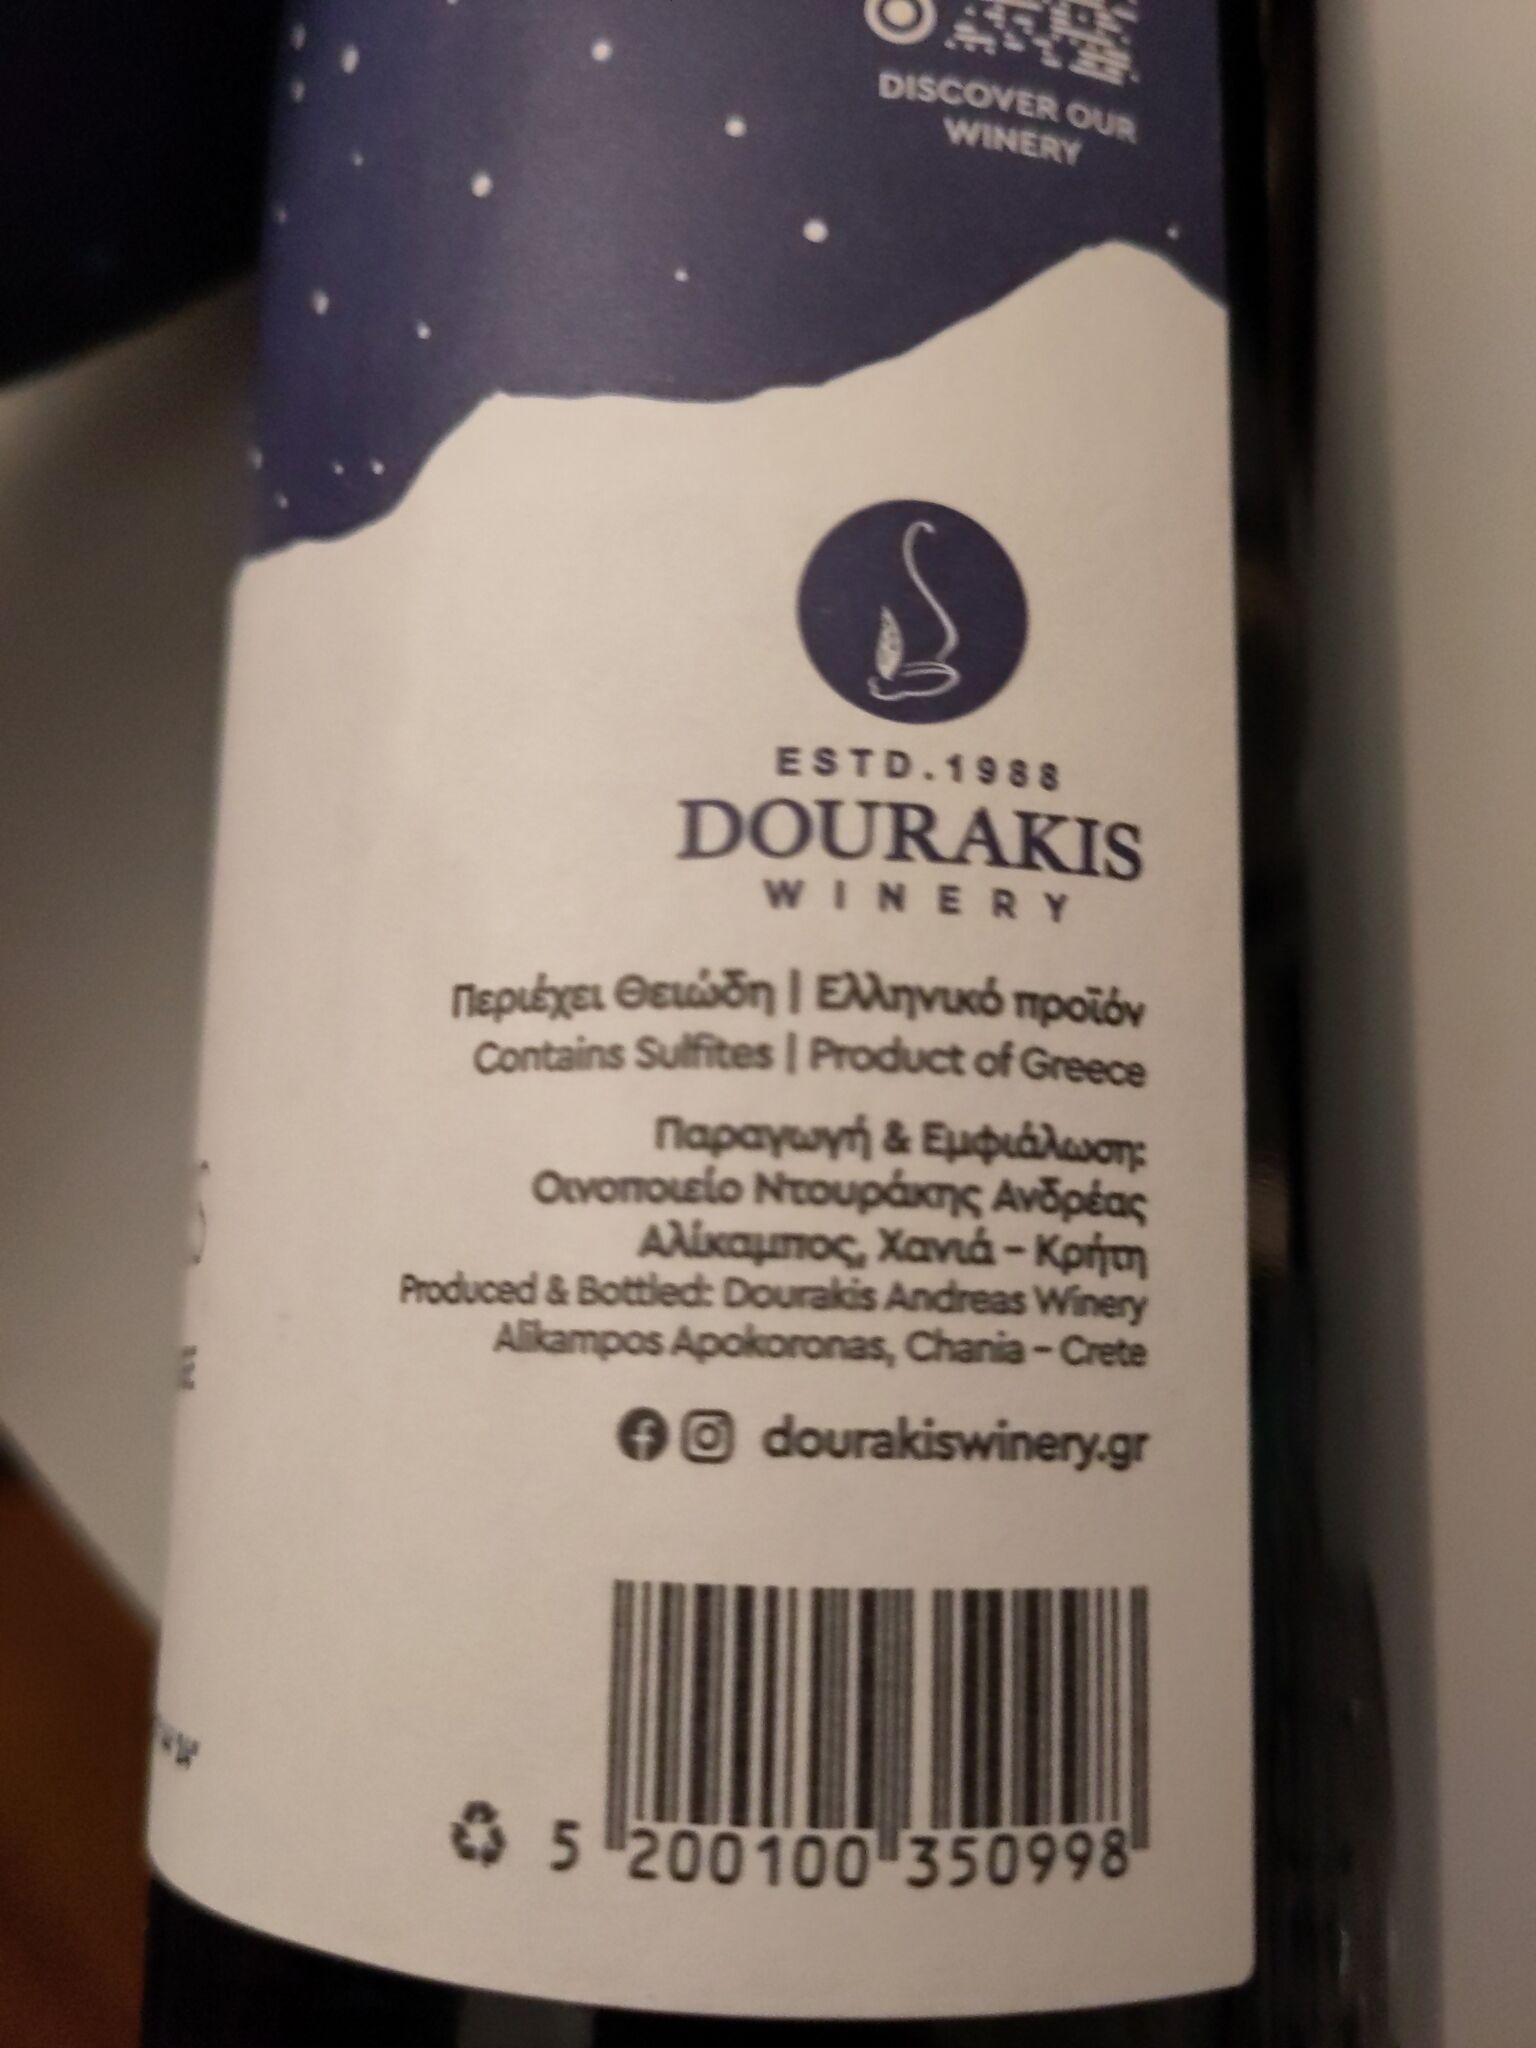 DISCOVER OUR
WINERY
ESTD.1988
DOURAKIS
WINERY
Περιέχει Θειώδη | Ελληνικό προϊόν
Contains Sulfites | Product of Greece
Παραγωγή & Εμφιάλωση:
Οινοποιείο Ντουράκης Ανδρέας
Αλίκαμπος, Χανιά – Κρήτη
Produced & Bottled: Dourakis Andreas Winery
Alikampos Apokoronas, Chania – Crete
dourakiswinery.gr
5 200100 350998